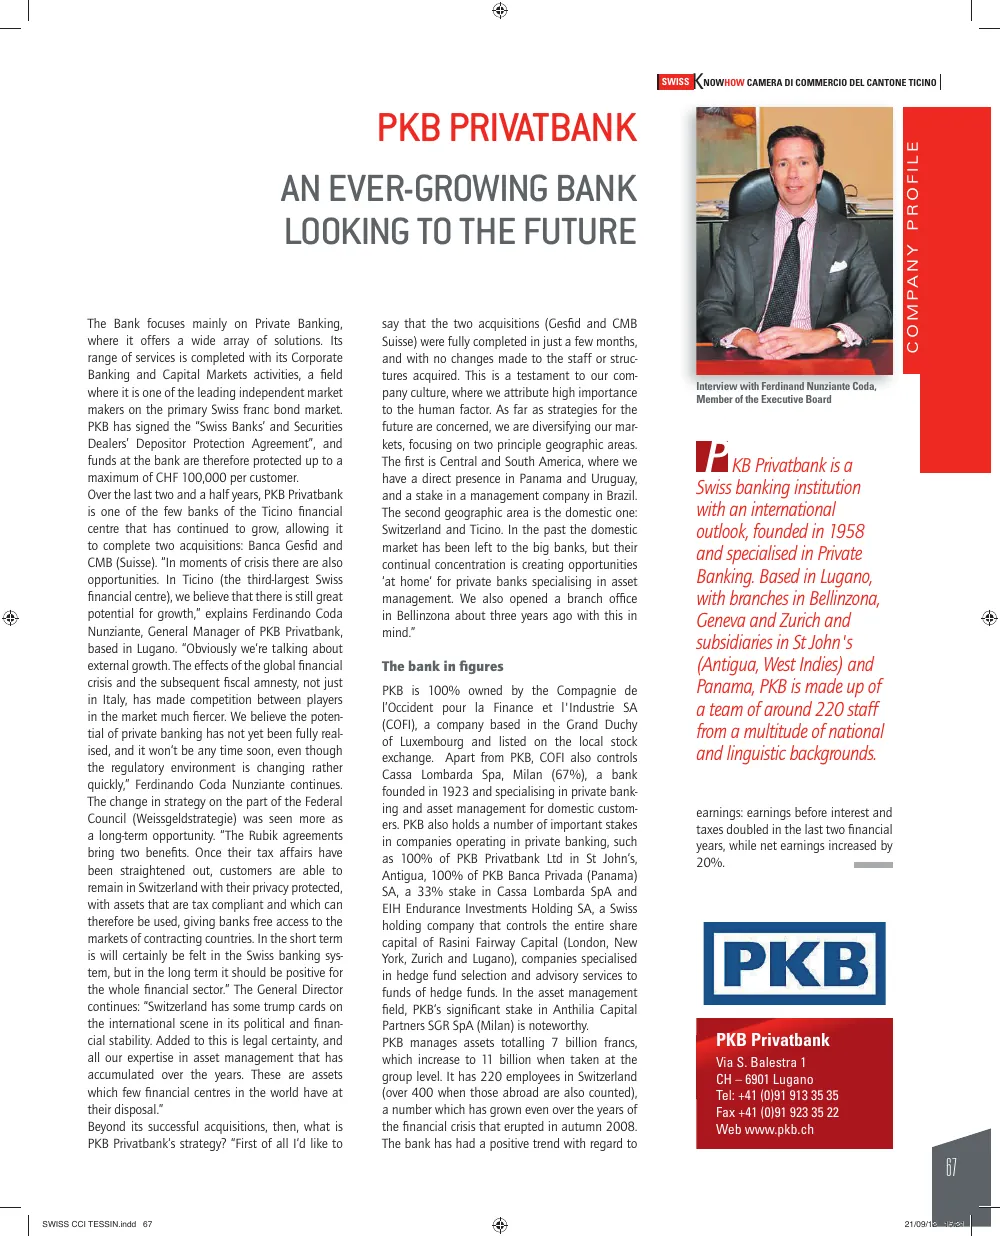 SWISS KNOWHOW CAMERA DI COMMERCIO DEL CANTONE TICINO
PKB PRIVATBANK
AN EVER-GROWING BANK
LOOKING TO THE FUTURE
The Bank focuses mainly on Private Banking,
where it offers a wide array of solutions. Its
range of services is completed with its Corporate
Banking and Capital Markets activities, a field
where it is one of the leading independent market
makers on the primary Swiss franc bond market.
PKB has signed the “Swiss Banks’ and Securities
Dealers’ Depositor Protection Agreement”, and
funds at the bank are therefore protected up to a
maximum of CHF 100,000 per customer.
Over the last two and a half years, PKB Privatbank
is one of the few banks of the Ticino financial
centre that has continued to grow, allowing it
to complete two acquisitions: Banca Gesfid and
CMB (Suisse). “In moments of crisis there are also
opportunities. In Ticino (the third-largest Swiss
financial centre), we believe that there is still great
potential for growth,” explains Ferdinando Coda
Nunziante, General Manager of PKB Privatbank,
based in Lugano. “Obviously we’re talking about
external growth. The effects of the global financial
crisis and the subsequent fiscal amnesty, not just
in Italy, has made competition between players
in the market much fiercer. We believe the poten-
tial of private banking has not yet been fully real-
ised, and it won’t be any time soon, even though
the regulatory environment is changing rather
quickly,” Ferdinando Coda Nunziante continues.
The change in strategy on the part of the Federal
Council (Weissgeldstrategie) was seen more as
a long-term opportunity. “The Rubik agreements
bring two benefits. Once their tax affairs have
been straightened out, customers are able to
remain in Switzerland with their privacy protected,
with assets that are tax compliant and which can
therefore be used, giving banks free access to the
markets of contracting countries. In the short term
is will certainly be felt in the Swiss banking sys-
tem, but in the long term it should be positive for
the whole financial sector.” The General Director
continues: “Switzerland has some trump cards on
the international scene in its political and finan-
cial stability. Added to this is legal certainty, and
all our expertise in asset management that has
accumulated over the years. These are assets
which few financial centres in the world have at
their disposal.”
Beyond its successful acquisitions, then, what is
PKB Privatbank’s strategy? “First of all I’d like to
say that the two acquisitions (Gesfid and CMB
Suisse) were fully completed in just a few months,
and with no changes made to the staff or struc-
tures acquired. This is a testament to our com-
pany culture, where we attribute high importance
to the human factor. As far as strategies for the
future are concerned, we are diversifying our mar-
kets, focusing on two principle geographic areas.
The first is Central and South America, where we
have a direct presence in Panama and Uruguay,
and a stake in a management company in Brazil.
The second geographic area is the domestic one:
Switzerland and Ticino. In the past the domestic
market has been left to the big banks, but their
continual concentration is creating opportunities
‘at home’ for private banks specialising in asset
management. We also opened a branch office
in Bellinzona about three years ago with this in
mind.”
The bank in figures
PKB is 100% owned by the Compagnie de
l’Occident pour la Finance et l'Industrie SA
(COFI), a company based in the Grand Duchy
of Luxembourg and listed on the local stock
exchange. Apart from PKB, COFI also controls
Cassa Lombarda Spa, Milan (67%), a bank
founded in 1923 and specialising in private bank-
ing and asset management for domestic custom-
ers. PKB also holds a number of important stakes
in companies operating in private banking, such
as 100% of PKB Privatbank Ltd in St John’s,
Antigua, 100% of PKB Banca Privada (Panama)
SA, a 33% stake in Cassa Lombarda SpA and
EIH Endurance Investments Holding SA, a Swiss
holding company that controls the entire share
capital of Rasini Fairway Capital (London, New
York, Zurich and Lugano), companies specialised
in hedge fund selection and advisory services to
funds of hedge funds. In the asset management
field, PKB’s significant stake in Anthilia Capital
Partners SGR SpA (Milan) is noteworthy.
PKB manages assets totalling 7 billion francs,
which increase to 11 billion when taken at the
group level. It has 220 employees in Switzerland
(over 400 when those abroad are also counted),
a number which has grown even over the years of
the financial crisis that erupted in autumn 2008.
The bank has had a positive trend with regard to
COMPANY PROFILE
Interview with Ferdinand Nunziante Coda,
Member of the Executive Board
PKB Privatbank is a
Swiss banking institution
with an international
outlook, founded in 1958
and specialised in Private
Banking. Based in Lugano,
with branches in Bellinzona,
Geneva and Zurich and
subsidiaries in St John's
(Antigua, West Indies) and
Panama, PKB is made up of
a team of around 220 staff
from a multitude of national
and linguistic backgrounds.
earnings: earnings before interest and
taxes doubled in the last two financial
years, while net earnings increased by
20%.
PKB
PKB Privatbank
Via S. Balestra 1
CH – 6901 Lugano
Tel: +41 (0)91 913 35 35
Fax +41 (0)91 923 35 22
Web www.pkb.ch
67
SWISS CCI TESSIN.indd 67
21/09/12